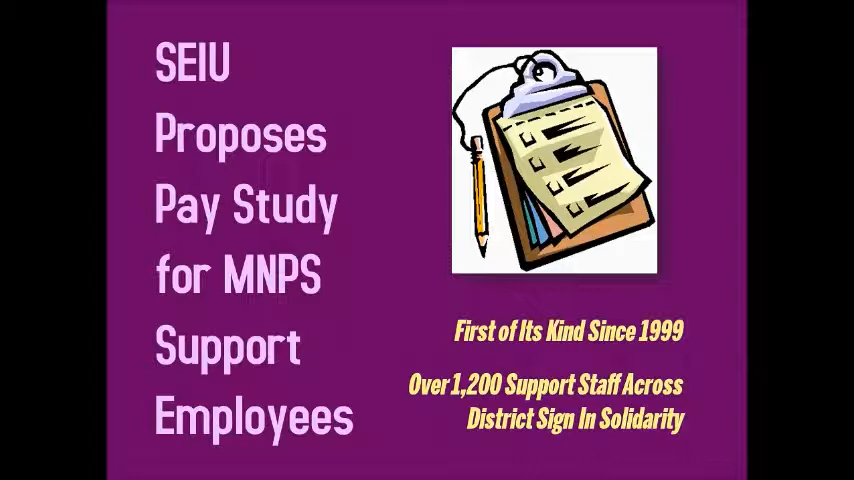 SEIU
Proposes
Pay Study
for MNPS
Support
Employees
First of Its Kind Since 1999
Over 1,200 Support Staff Across
District Sign In Solidarity